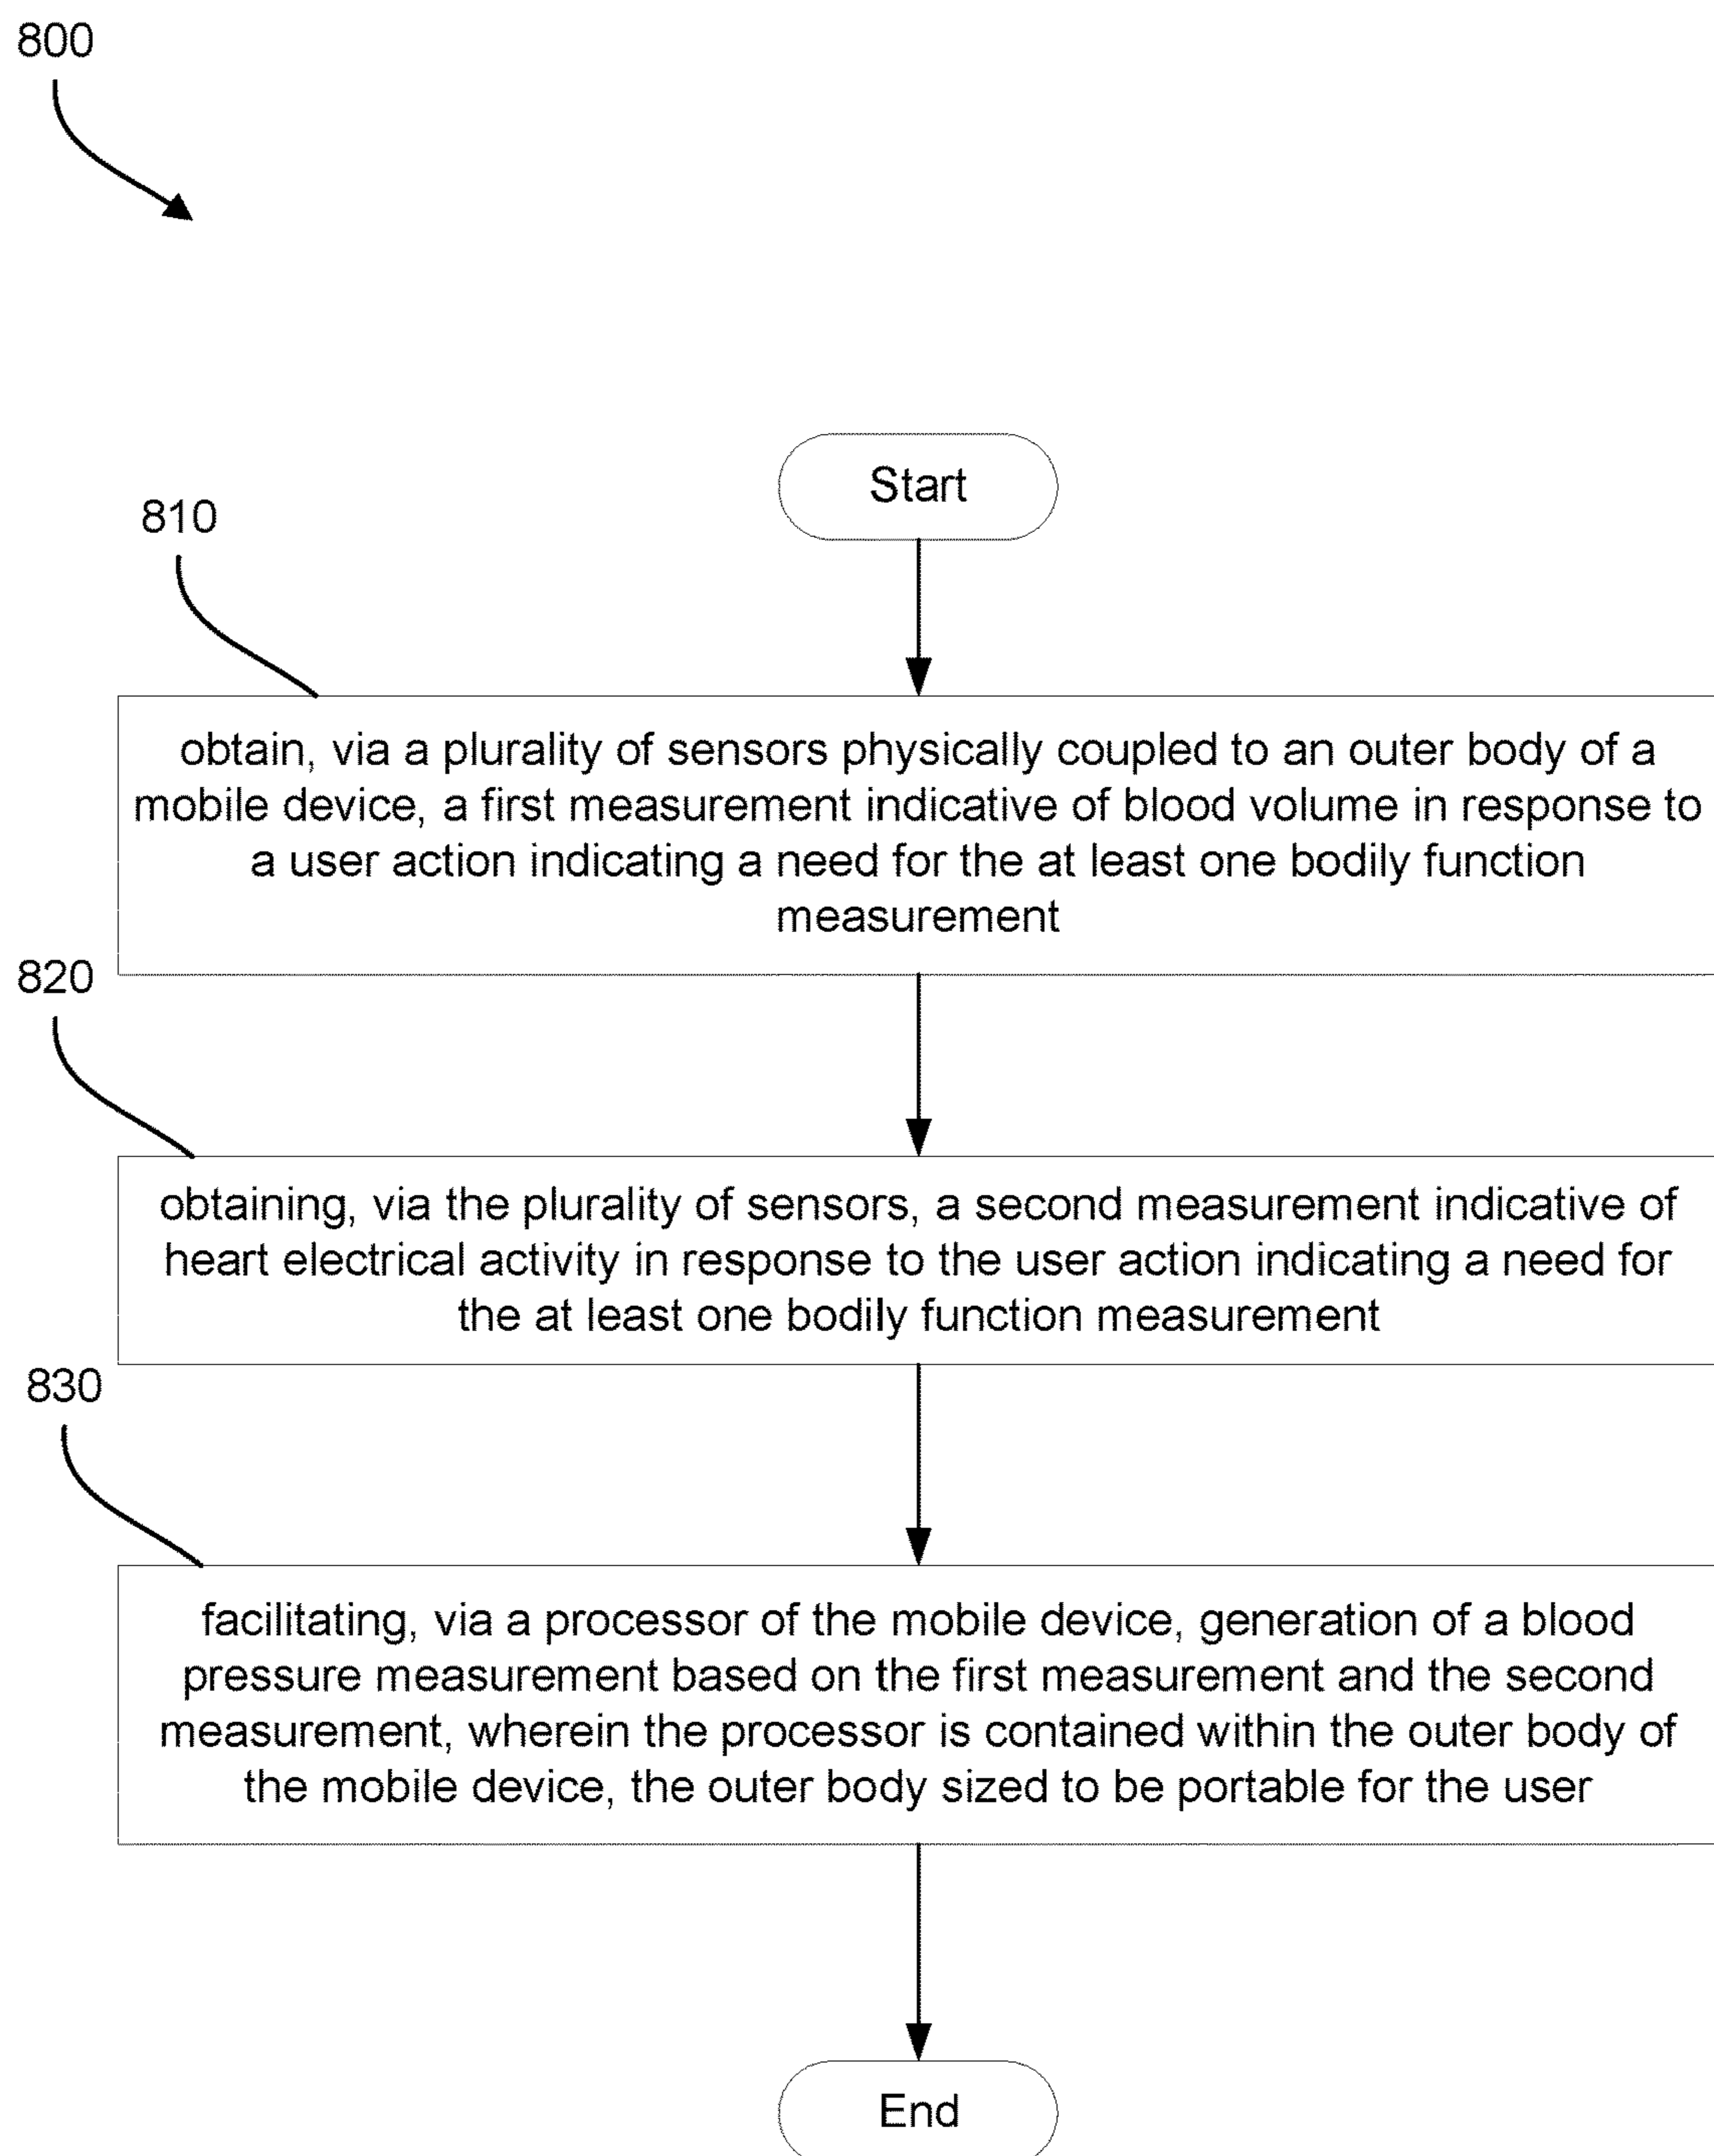 800
Start
810
obtain, via a plurality of sensors physically coupled to an outer body of a
mobile device, a first measurement indicative of blood volume in response to
a user action indicating a need for the at least one bodily function
measurement
820
obtaining, via the plurality of sensors, a second measurement indicative of
heart electrical activity in response to the user action indicating a need for
the at least one bodily function measurement
830
facilitating, via a processor of the mobile device, generation of a blood
pressure measurement based on the first measurement and the second
measurement, wherein the processor is contained within the outer body of
the mobile device, the outer body sized to be portable for the user
End